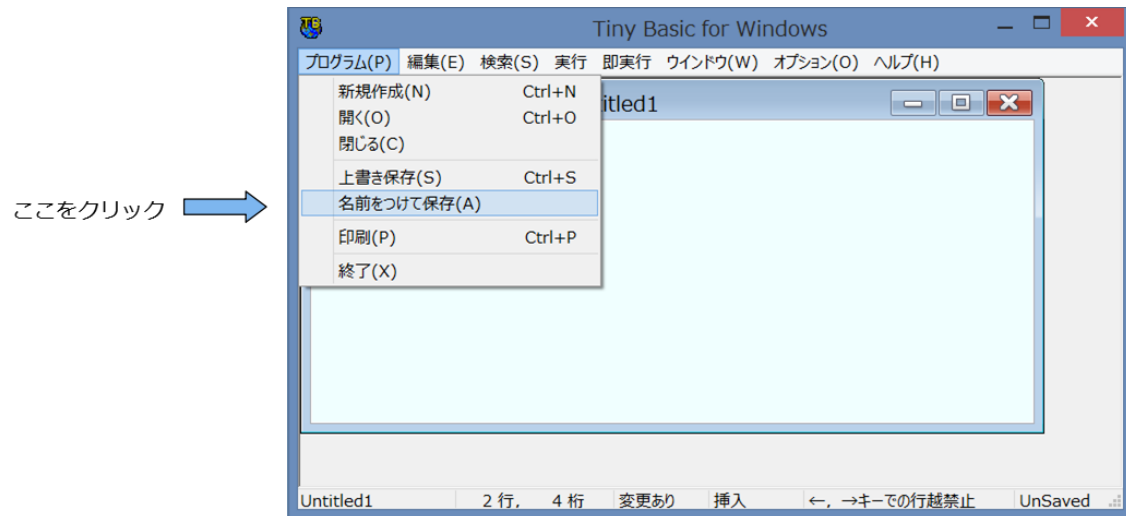 Tiny Basic for Windows
プログラム(P) 編集(E) 検索(S) 実行 即実行 ウインドウ(W) オプション(O) ヘルプ(H)
itled1
新規作成(N) Ctrl+N
開く(O) Ctrl+O
閉じる(C)
上書き保存(S) Ctrl+S
名前をつけて保存(A)
印刷(P) Ctrl+P
終了(X)
ここをクリック
Untitled1 2 行, 4 桁 変更あり 挿入 ←, →キーでの行越禁止 UnSaved